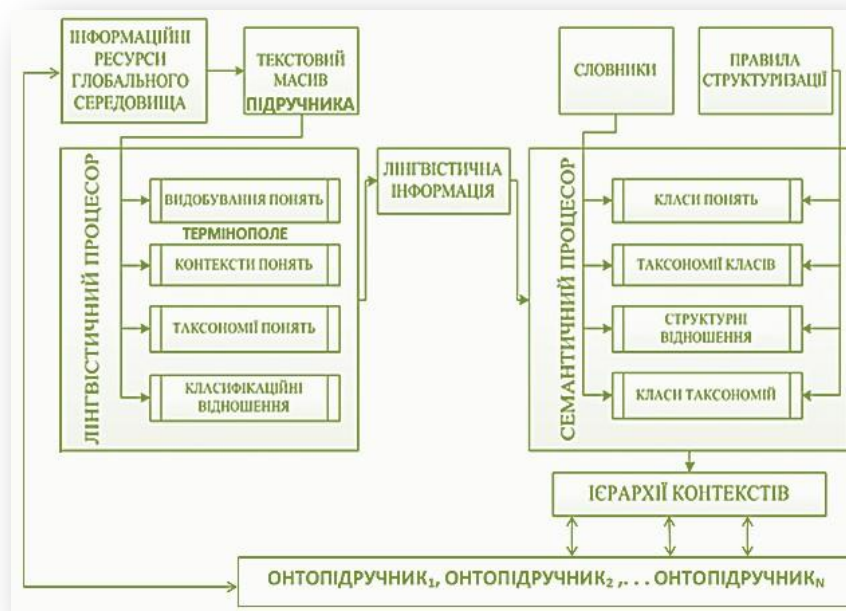 ІНФОРМАЦІЙНІ
РЕСУРСИ
ГЛОБАЛЬНОГО
СЕРЕДОВИЩА
ТЕКСТОВИЙ
МАСИВ
ПІДРУЧНИКА
СЛОВНИКИ
ПРАВИЛА
СТРУКТУРИЗАЦІЇ
ЛІНГВІСТИЧНИЙ ПРОЦЕСОР
ВИДОБУВАННЯ ПОНЯТЬ
ТЕРМІНОПОЛЕ
КОНТЕКСТИ ПОНЯТЬ
ТАКСОНОМІЇ ПОНЯТЬ
КЛАСИФІКАЦІЙНІ
ВІДНОШЕННЯ
ЛІНГВІСТИЧНА
ІНФОРМАЦІЯ
СЕМАНТИЧНИЙ ПРОЦЕСОР
КЛАСИ ПОНЯТЬ
ТАКСОНОМІЇ КЛАСІВ
СТРУКТУРНІ
ВІДНОШЕННЯ
КЛАСИ ТАКСОНОМІЙ
ІЄРАРХІЇ КОНТЕКСТІВ
ОНТОПІДРУЧНИК₁, ОНТОПІДРУЧНИК₂ ,. . . ОНТОПІДРУЧНИКN